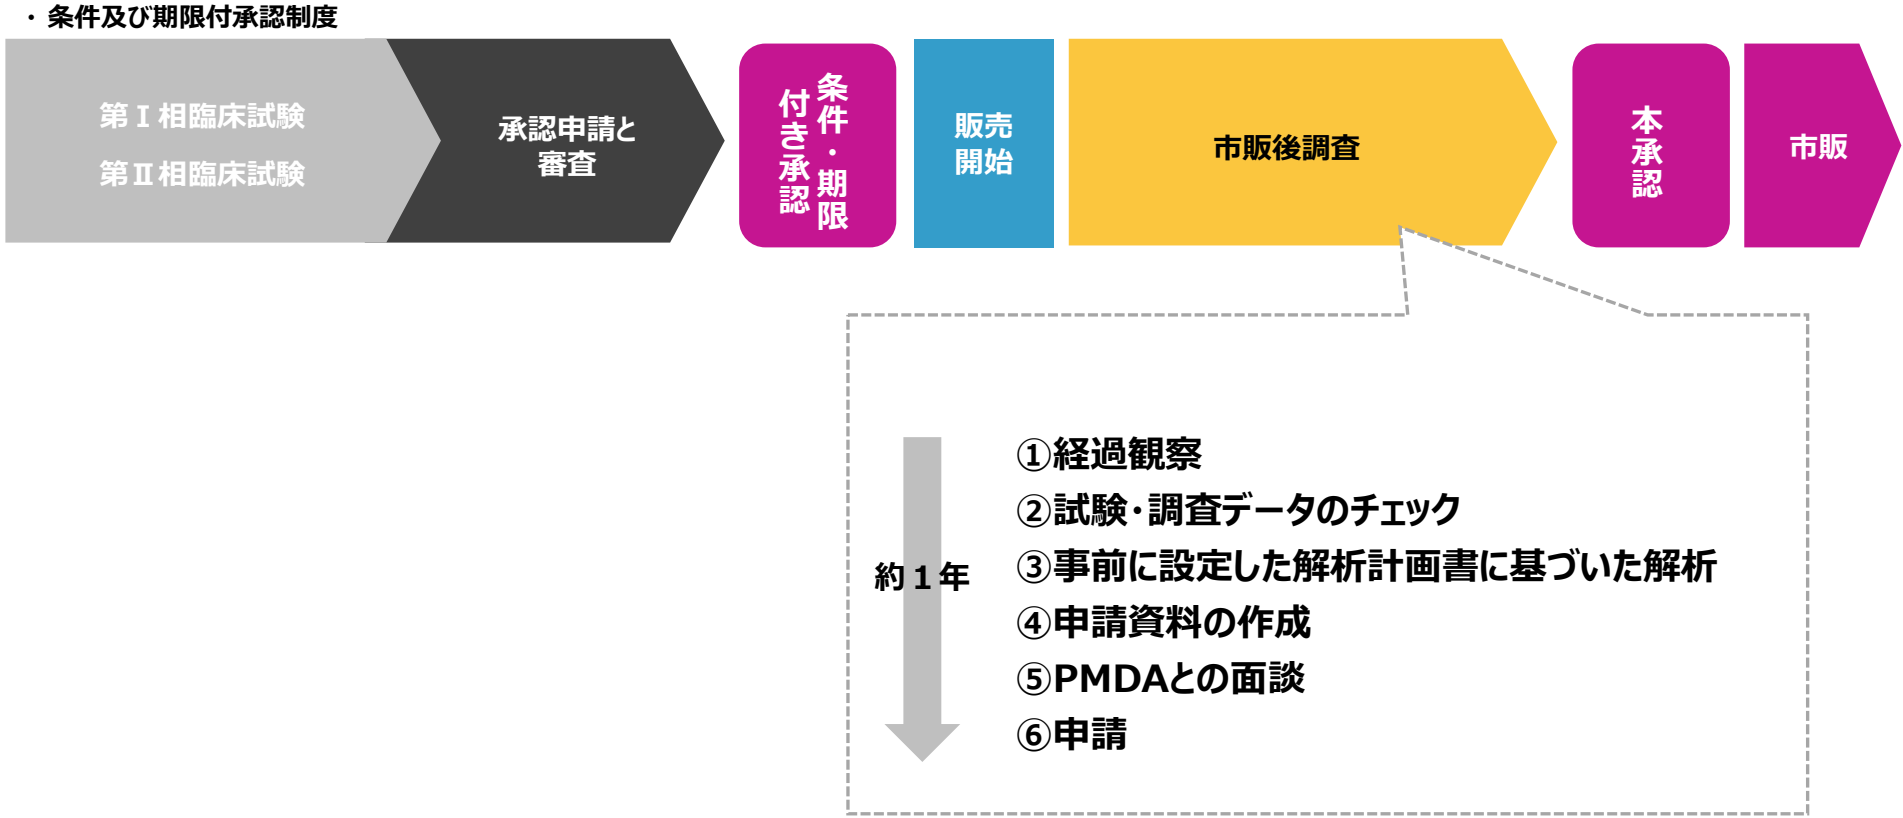 ・条件及び期限付承認制度
第Ⅰ相臨床試験
第Ⅱ相臨床試験
承認申請と
審査
条件・期限
付き承認
販売
開始
市販後調査
本承認
市販
約１年
①経過観察
②試験・調査データのチェック
③事前に設定した解析計画書に基づいた解析
④申請資料の作成
⑤PMDAとの面談
⑥申請